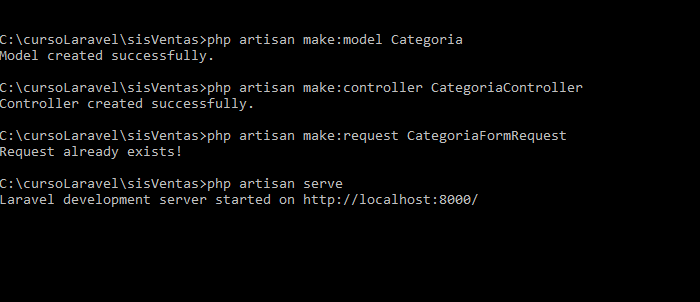 C:\cursoLaravel\sisVentas>php artisan make:model Categoria
Model created successfully.
C:\cursoLaravel\sisVentas>php artisan make:controller CategoriaController
Controller created successfully.
C:\cursoLaravel\sisVentas>php artisan make:request CategoriaFormRequest
Request already exists!
C:\cursoLaravel\sisVentas>php artisan serve
Laravel development server started on http://localhost:8000/